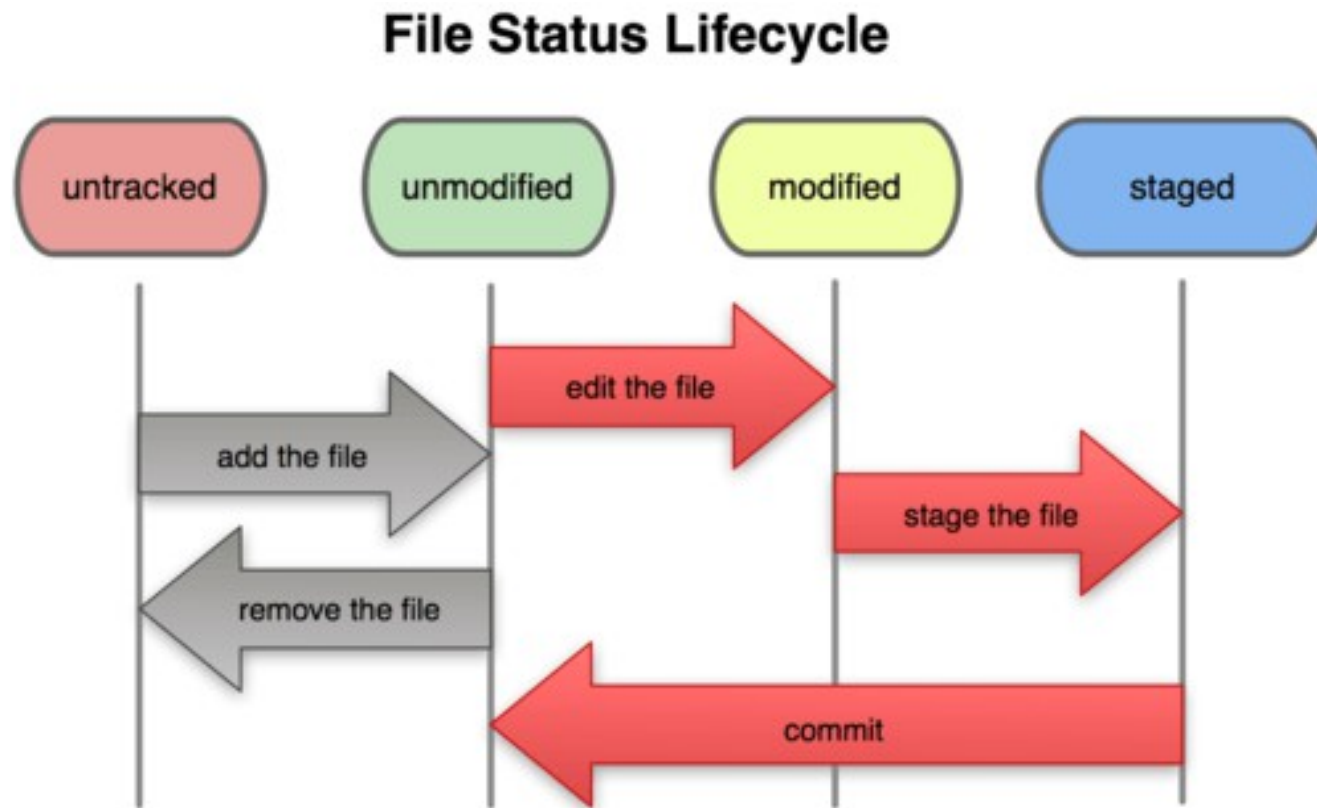 File Status Lifecycle
untracked
unmodified
modified
staged
edit the file
add the file
stage the file
remove the file
commit